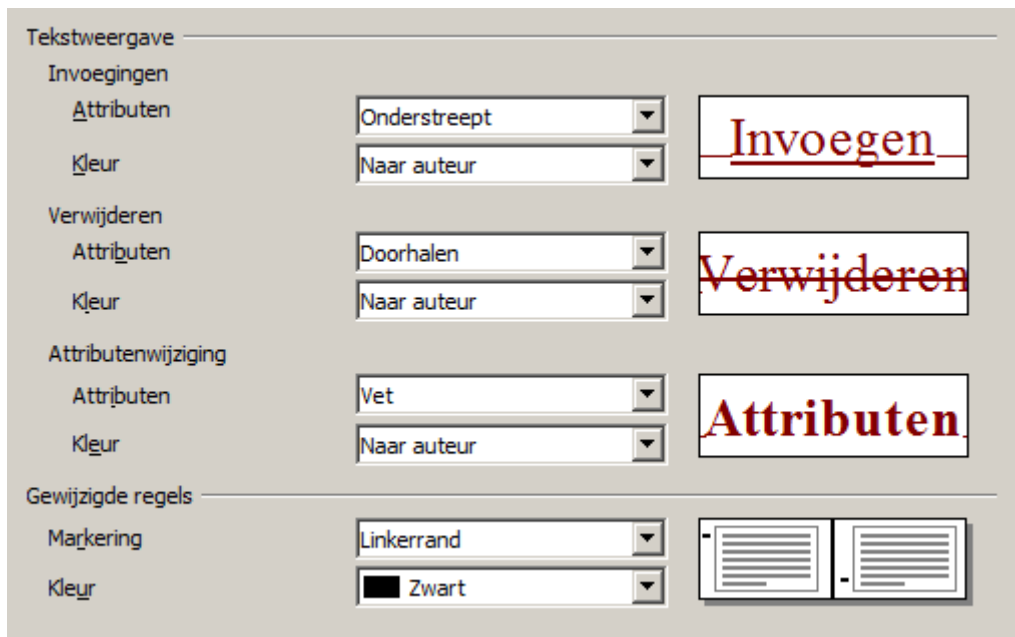 Tekstweergave
Invoegingen
Attributen Onderstreept
Invoegen
Kleur Naar auteur
Verwijderen
Attributen Doorhalen
Verwijderen
Kleur Naar auteur
Attributenwijziging
Attributen Vet
Attributen
Kleur Naar auteur
Gewijzigde regels
Markering Linkerrand
Kleur Zwart